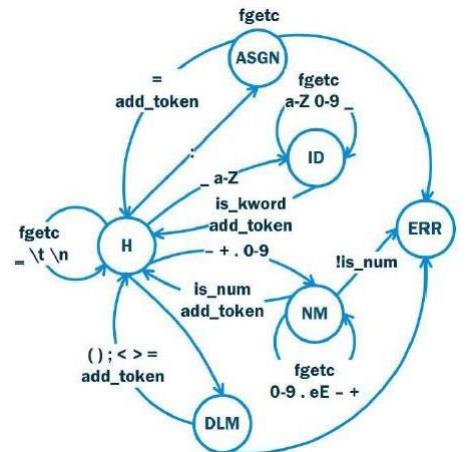 fgetc
ASGN
=
add_token
fgetc
a-Z 0-9 _
:
ID
_ a-Z
is_kword
add_token
ERR
fgetc
_ \t \n
H
- + . 0-9
!is_num
is_num
add_token
NM
( ) ; < > =
add_token
fgetc
0-9 . eE - +
DLM